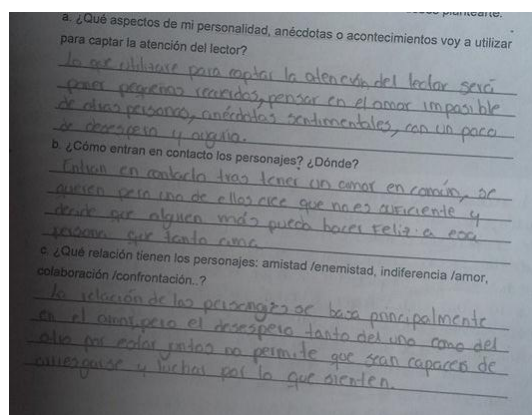 a. ¿Qué aspectos de mi personalidad, anécdotas o acontecimientos voy a utilizar
para captar la atención del lector?
lo que utilizare para captar la atención del lector será
poner pequeños recorridos, pensar en el amor imposible
de otras personas, anécdotas sentimentales, con un poco
de desespero y angustia.
b. ¿Cómo entran en contacto los personajes? ¿Dónde?
Entran en contacto tras tener un amor en común, se
quieren pero uno de ellos cree que no es suficiente y
decide que alguien más puede hacer feliz a esa
persona que tanto ama
c. ¿Qué relación tienen los personajes: amistad /enemistad, indiferencia /amor,
colaboración /confrontación..?
la relación de los personajes se basa principalmente
en el amor, pero el desespero tanto del uno como del
otro por estar juntos no permite que sean capaces de
arriesgarse y luchar por lo que sienten.